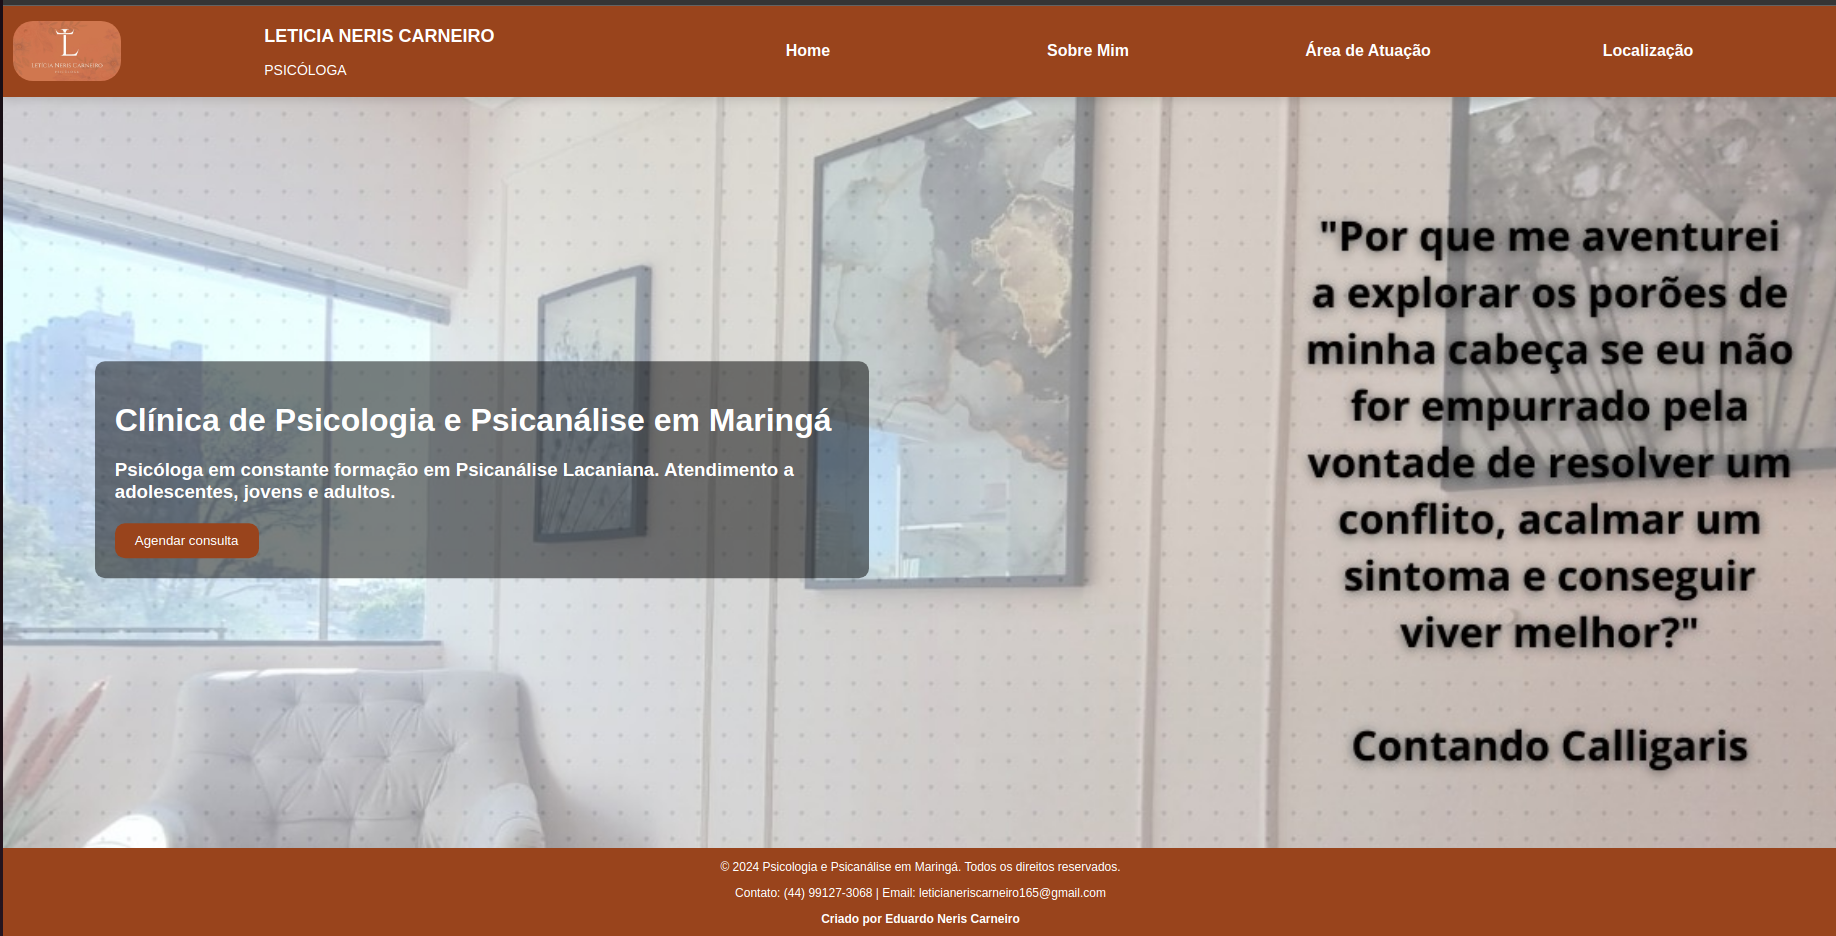 L
LETICIA NERIS CARNEIRO
LETICIA NERIS CARNEIRO
PSICÓLOGA
Home
Sobre Mim
Área de Atuação
Localização
Clínica de Psicologia e Psicanálise em Maringá
Psicóloga em constante formação em Psicanálise Lacaniana. Atendimento a
adolescentes, jovens e adultos.
Agendar consulta
"Por que me aventurei
a explorar os porões de
minha cabeça se eu não
for empurrado pela
vontade de resolver um
conflito, acalmar um
sintoma e conseguir
viver melhor?"
Contando Calligaris
© 2024 Psicologia e Psicanálise em Maringá. Todos os direitos reservados.
Contato: (44) 99127-3068 | Email: leticianeriscarneiro165@gmail.com
Criado por Eduardo Neris Carneiro